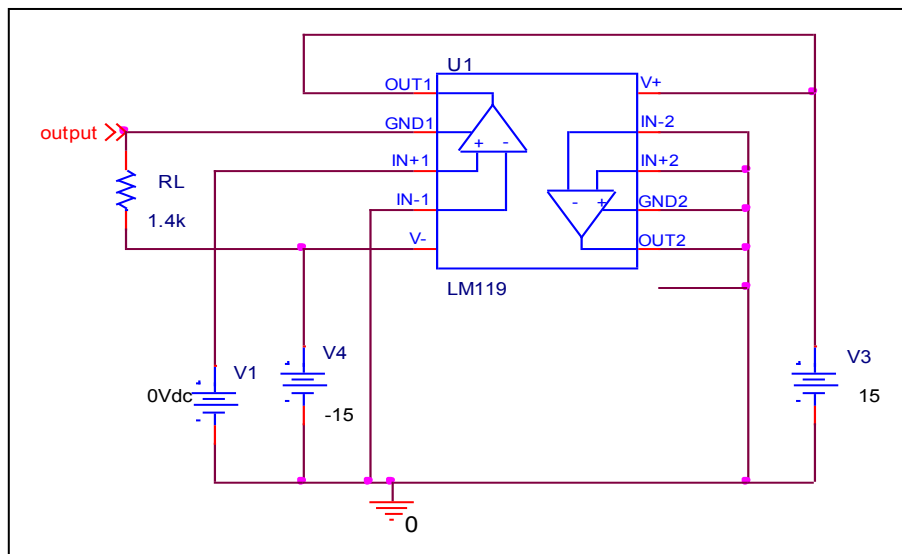 U1
OUT1
V+
output
GND1
IN-2
+ -
IN+1
IN+2
- +
RL
1.4k
IN-1
GND2
V-
OUT2
LM119
V4
V3
V1
0Vdc
-15
15
0